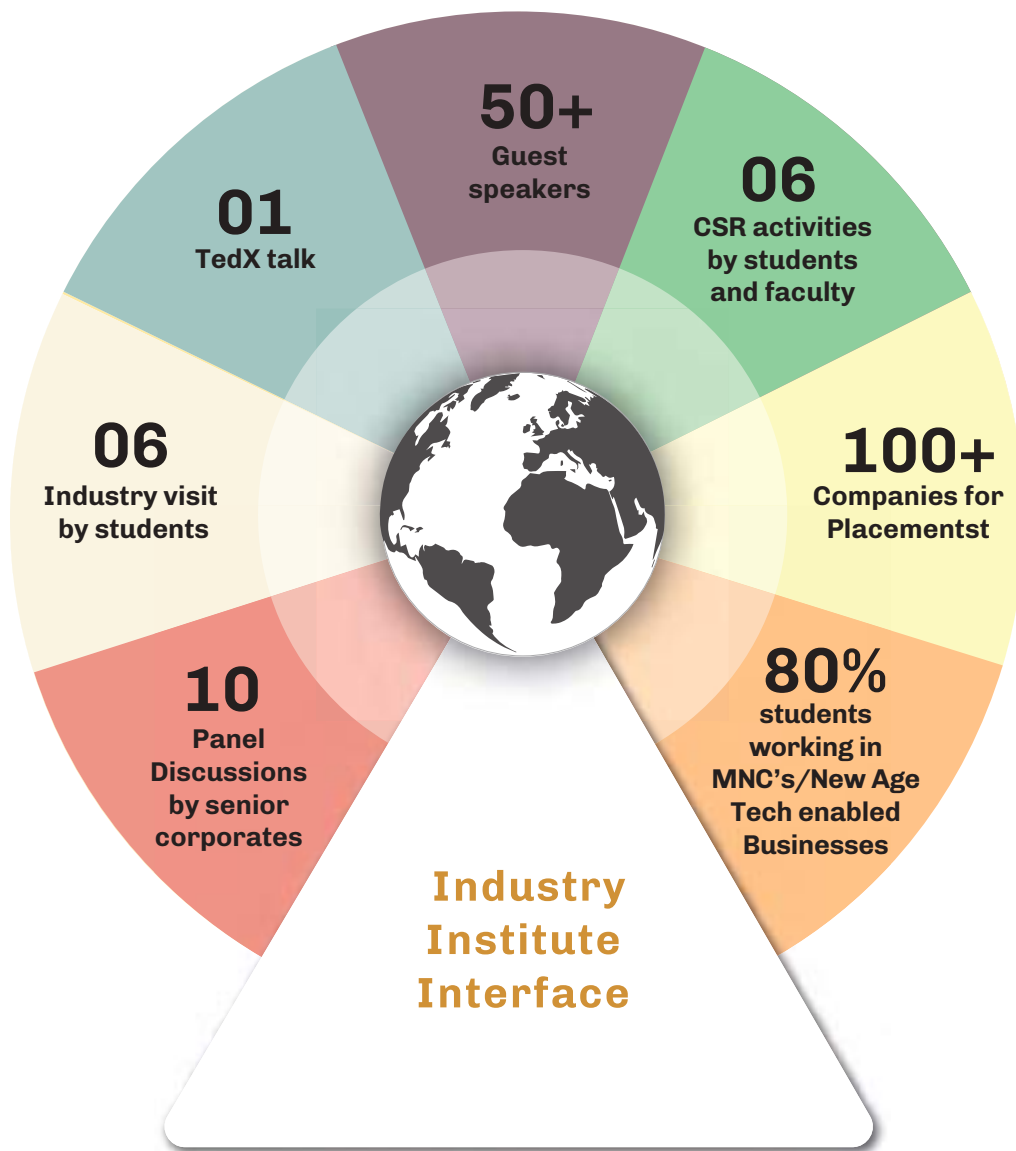 50+
Guest
speakers
01
TedX talk
06
CSR activities
by students
and faculty
06
Industry visit
by students
100+
Companies for
Placementst
10
Panel
Discussions
by senior
corporates
80%
students
working in
MNC's/New Age
Tech enabled
Businesses
Industry
Institute
Interface